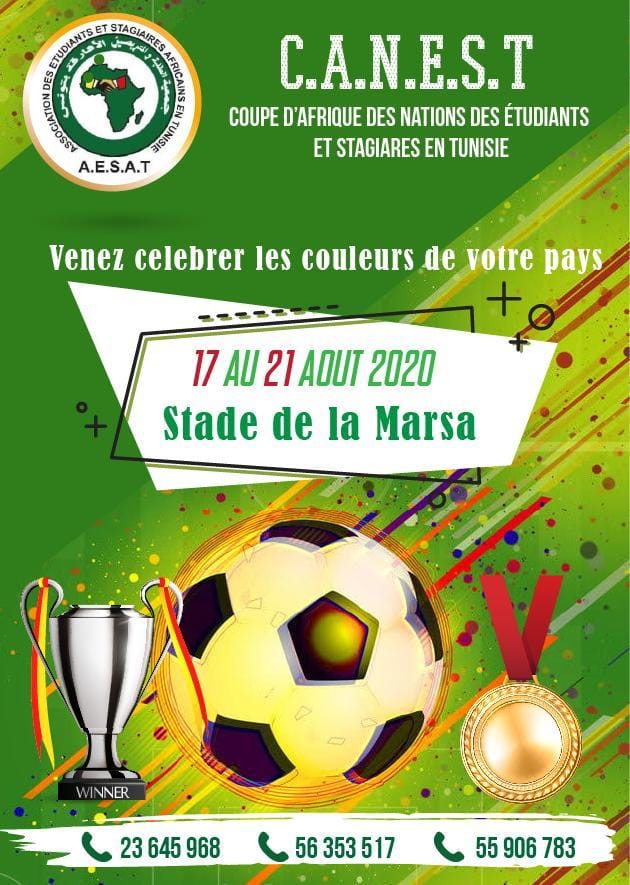 ASSOCIATION DES ETUDIANTS ET STAGIAIRES AFRICAINS EN TUNISIE
A.E.S.A.T
C.A.N.E.S.T
COUPE D'AFRIQUE DES NATIONS DES ÉTUDIANTS
ET STAGIARES EN TUNISIE
Venez celebrer les couleurs de votre pays
17 AU 21 AOUT 2020
Stade de la Marsa
WINNER
23 645 968
56 353 517
55 906 783